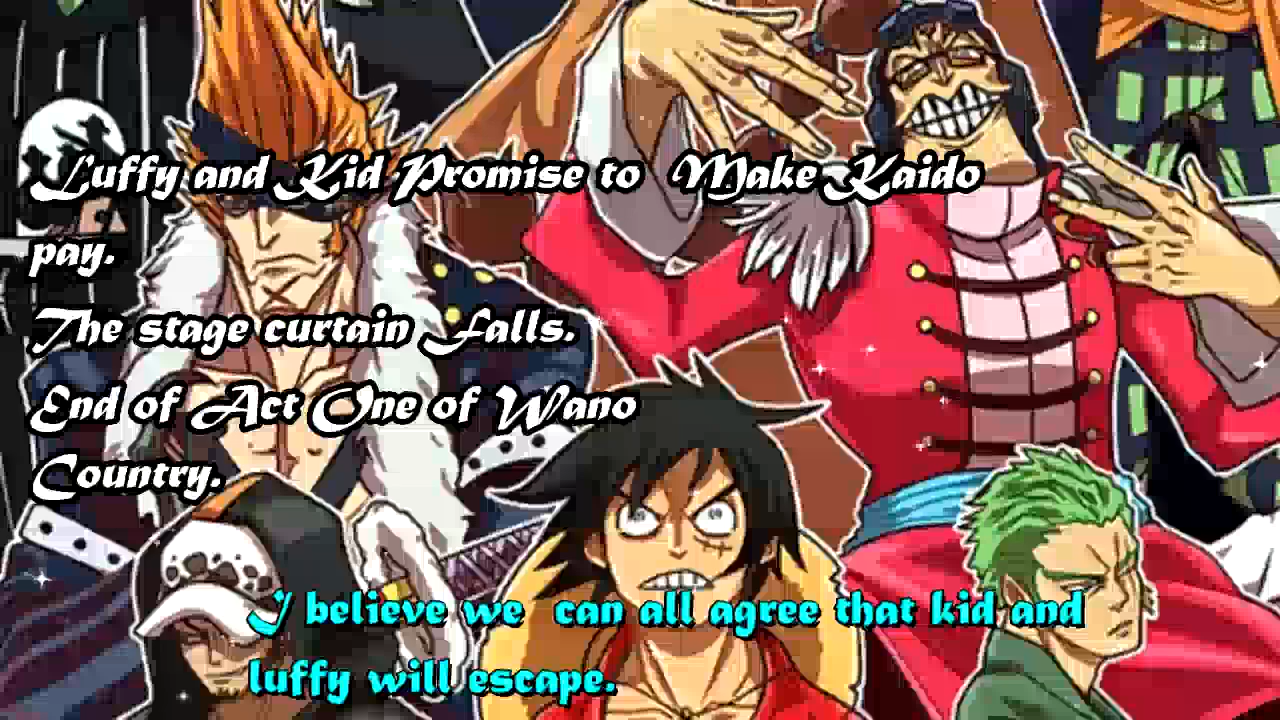 Luffy and Kid Promise to Make Kaido
pay.
The stage curtain Falls.
End of Act One of Wano
Country.
I believe we can all agree that kid and
luffy will escape.